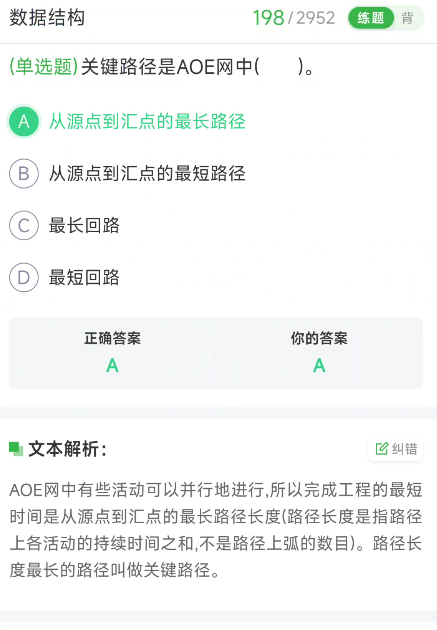 数据结构 198/2952 练题 背
(单选题)关键路径是AOE网中(  )。
A 从源点到汇点的最长路径
B 从源点到汇点的最短路径
C 最长回路
D 最短回路
正确答案 你的答案
A A
文本解析： 纠错
AOE网中有些活动可以并行地进行,所以完成工程的最短
时间是从源点到汇点的最长路径长度(路径长度是指路径
上各活动的持续时间之和,不是路径上弧的数目)。路径长
度最长的路径叫做关键路径。